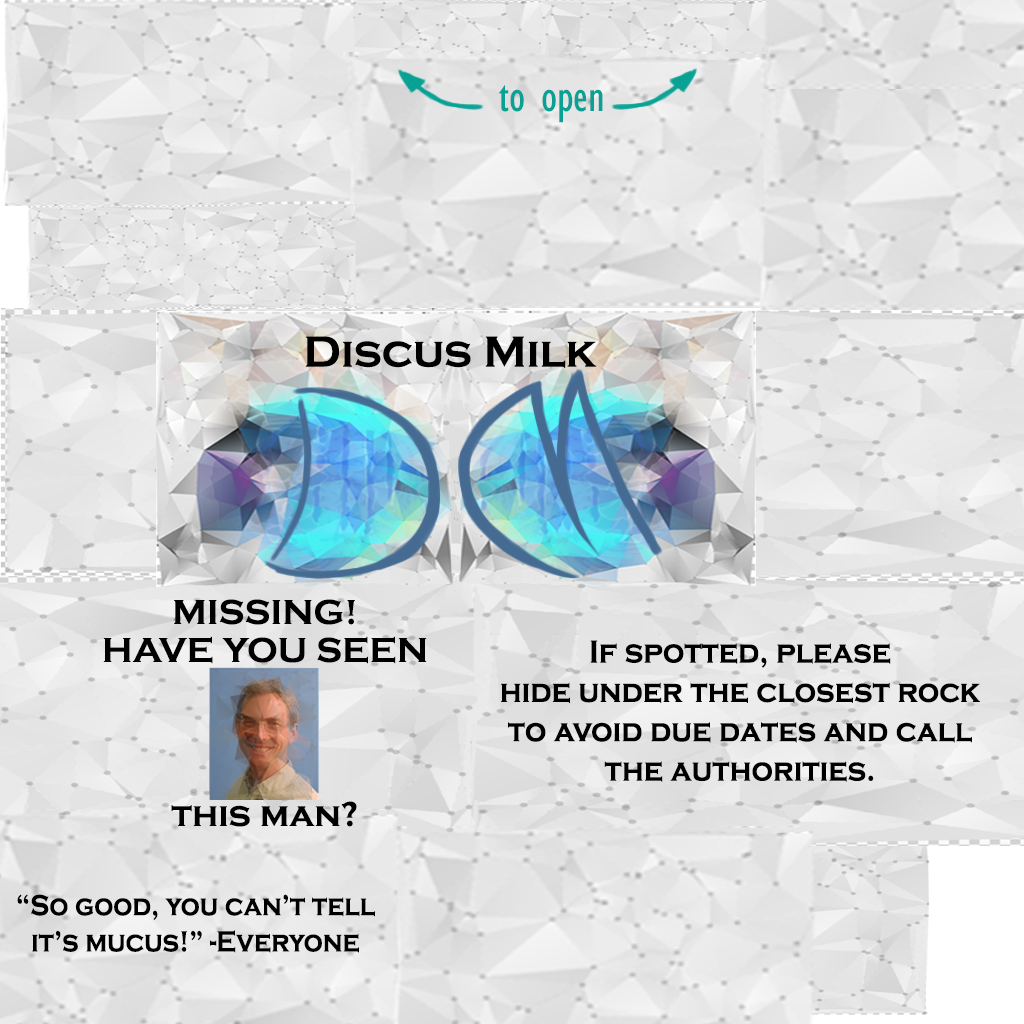 to open
Discus Milk
DM
MISSING!
HAVE YOU SEEN
THIS MAN?
If spotted, please
hide under the closest rock
to avoid due dates and call
the authorities.
“So good, you can’t tell
it’s mucus!” -Everyone